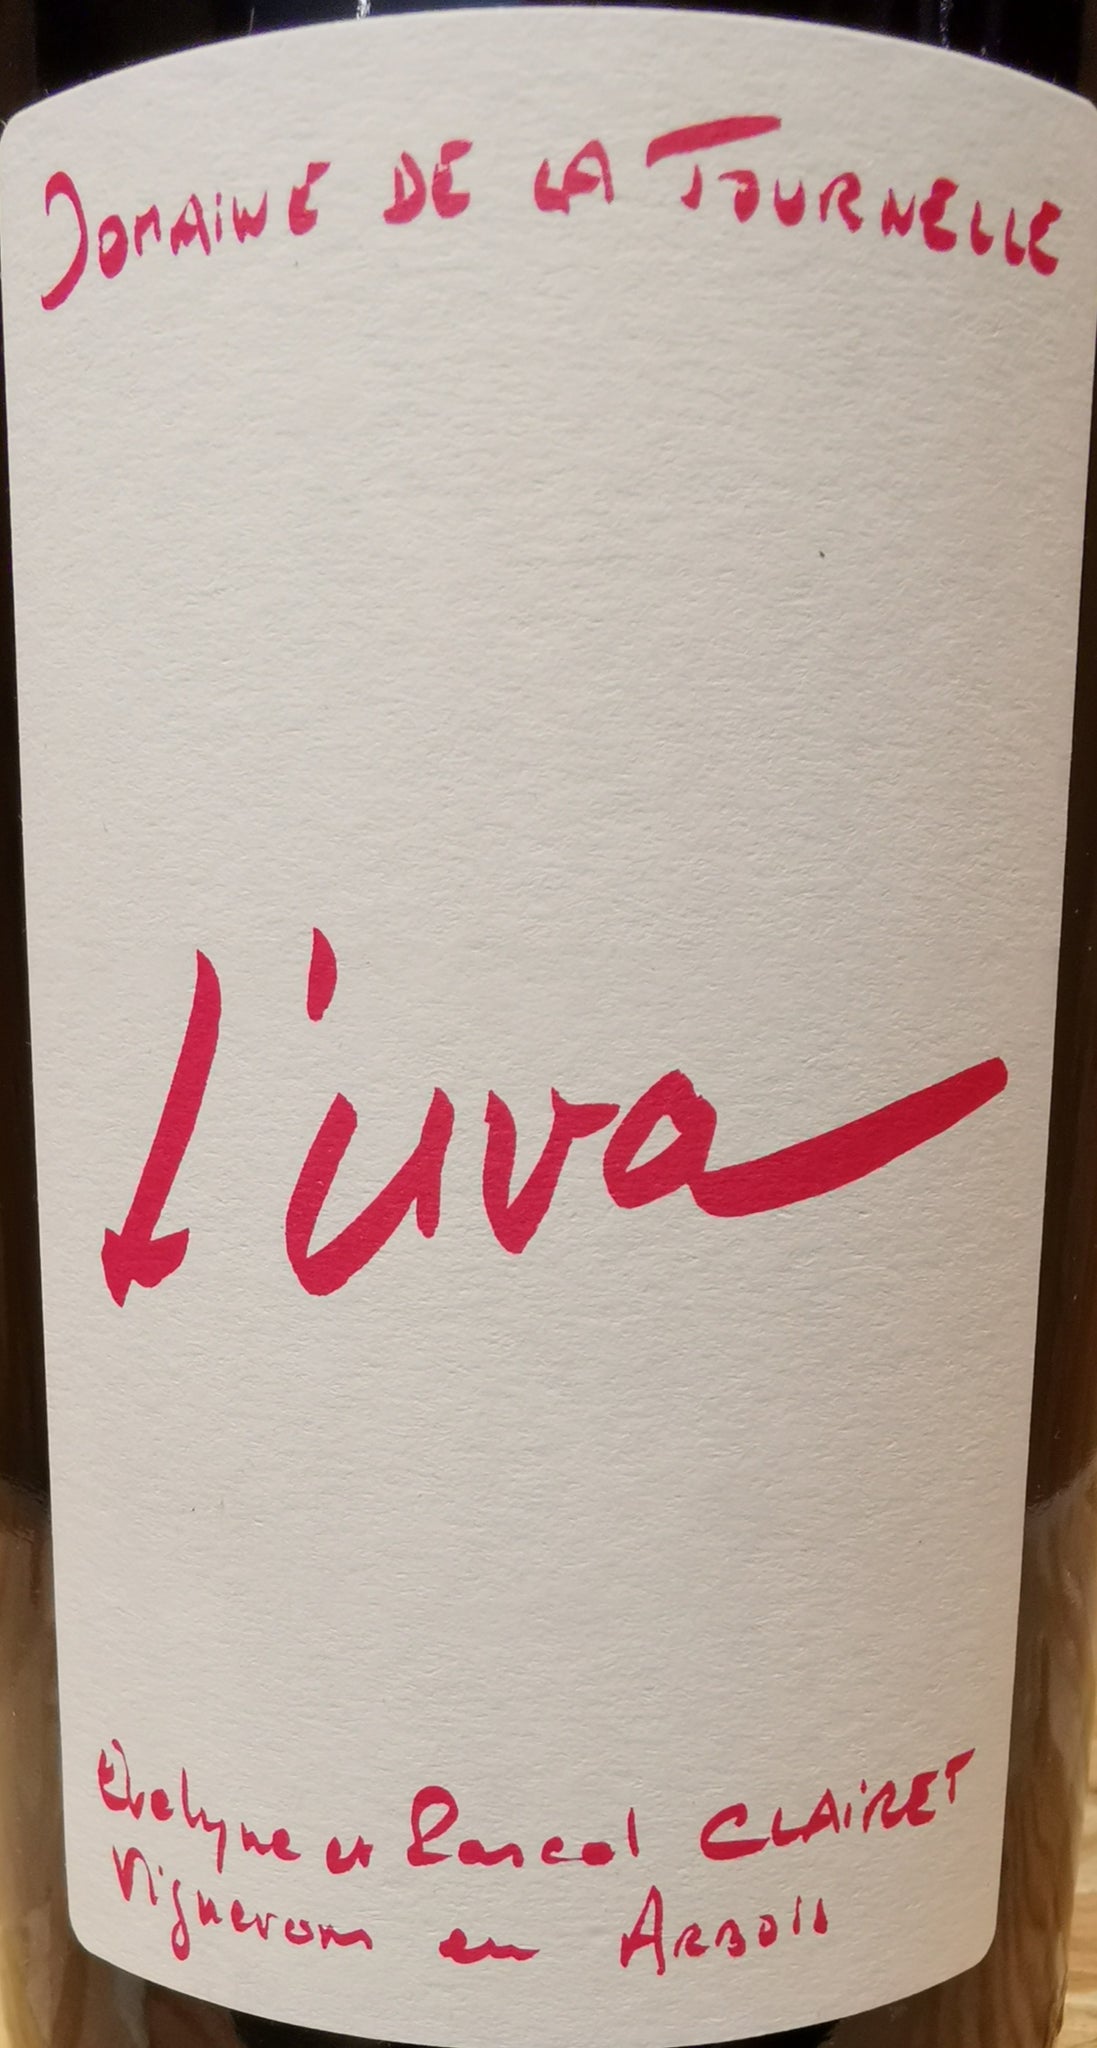 DOMAiNE DE LA TOURNELLE
L'uva
Evelyne et Pascal CLAiRET
Vignerons en ARBOIS